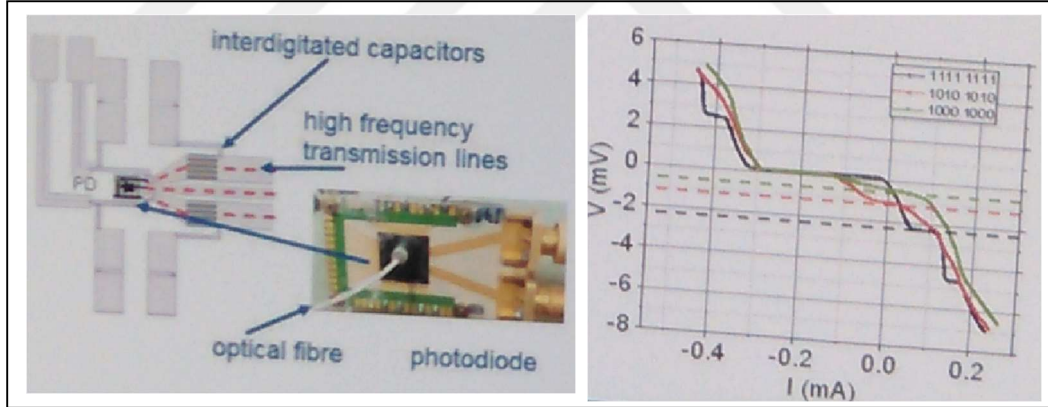 interdigitated capacitors
high frequency
transmission lines
PD
optical fibre
photodiode
6
4
2
0
-2
-4
-6
-8
V (mV)
1111 1111
1010 1010
1000 1000
-0.4
-0.2
0.0
0.2
I (mA)